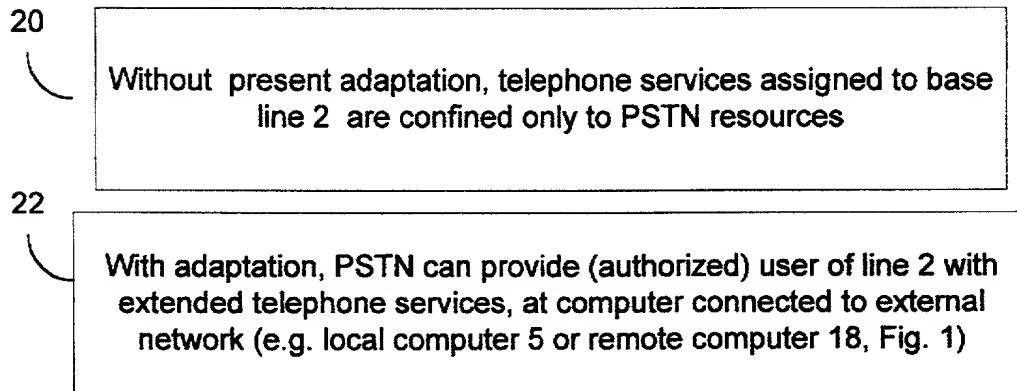 20
Without present adaptation, telephone services assigned to base
line 2 are confined only to PSTN resources
22
With adaptation, PSTN can provide (authorized) user of line 2 with
extended telephone services, at computer connected to external
network (e.g. local computer 5 or remote computer 18, Fig. 1)